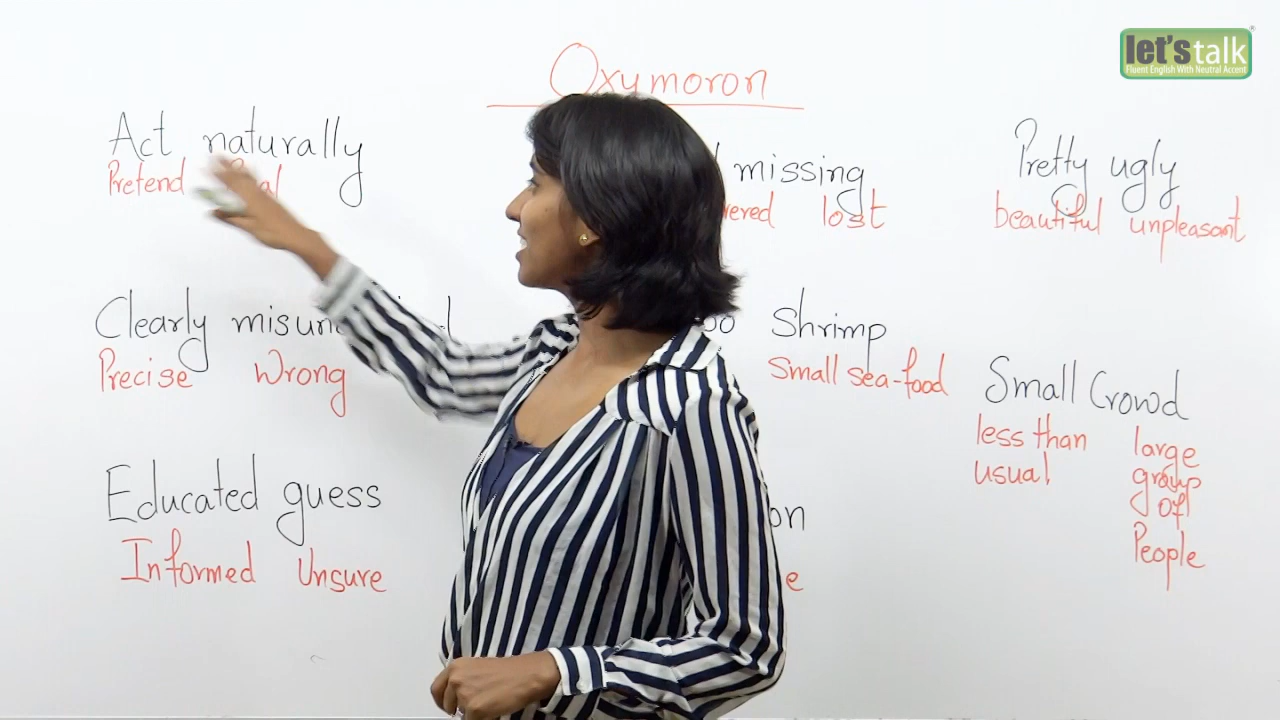 let's talk
Fluent English With Neutral Accent
Oxymoron
Act naturally
Pretend
missing
lost
Pretty ugly
beautiful unpleasant
Clearly
Precise Wrong
Shrimp
Small sea-food
Small Crowd
less than large
usual group
of
People
Educated guess
Informed Unsure